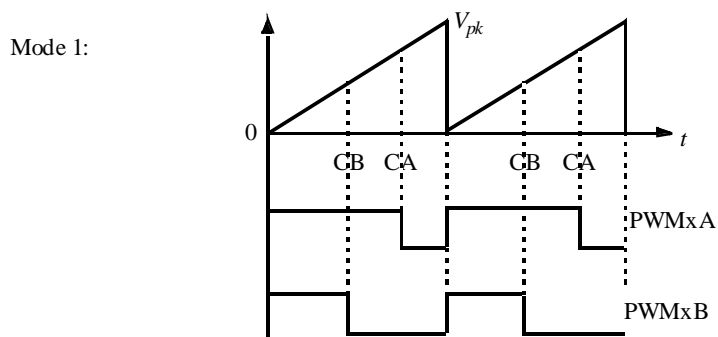 Mode 1:
V_pk
0
t
CB CA CB CA
PWMxA
PWMxB